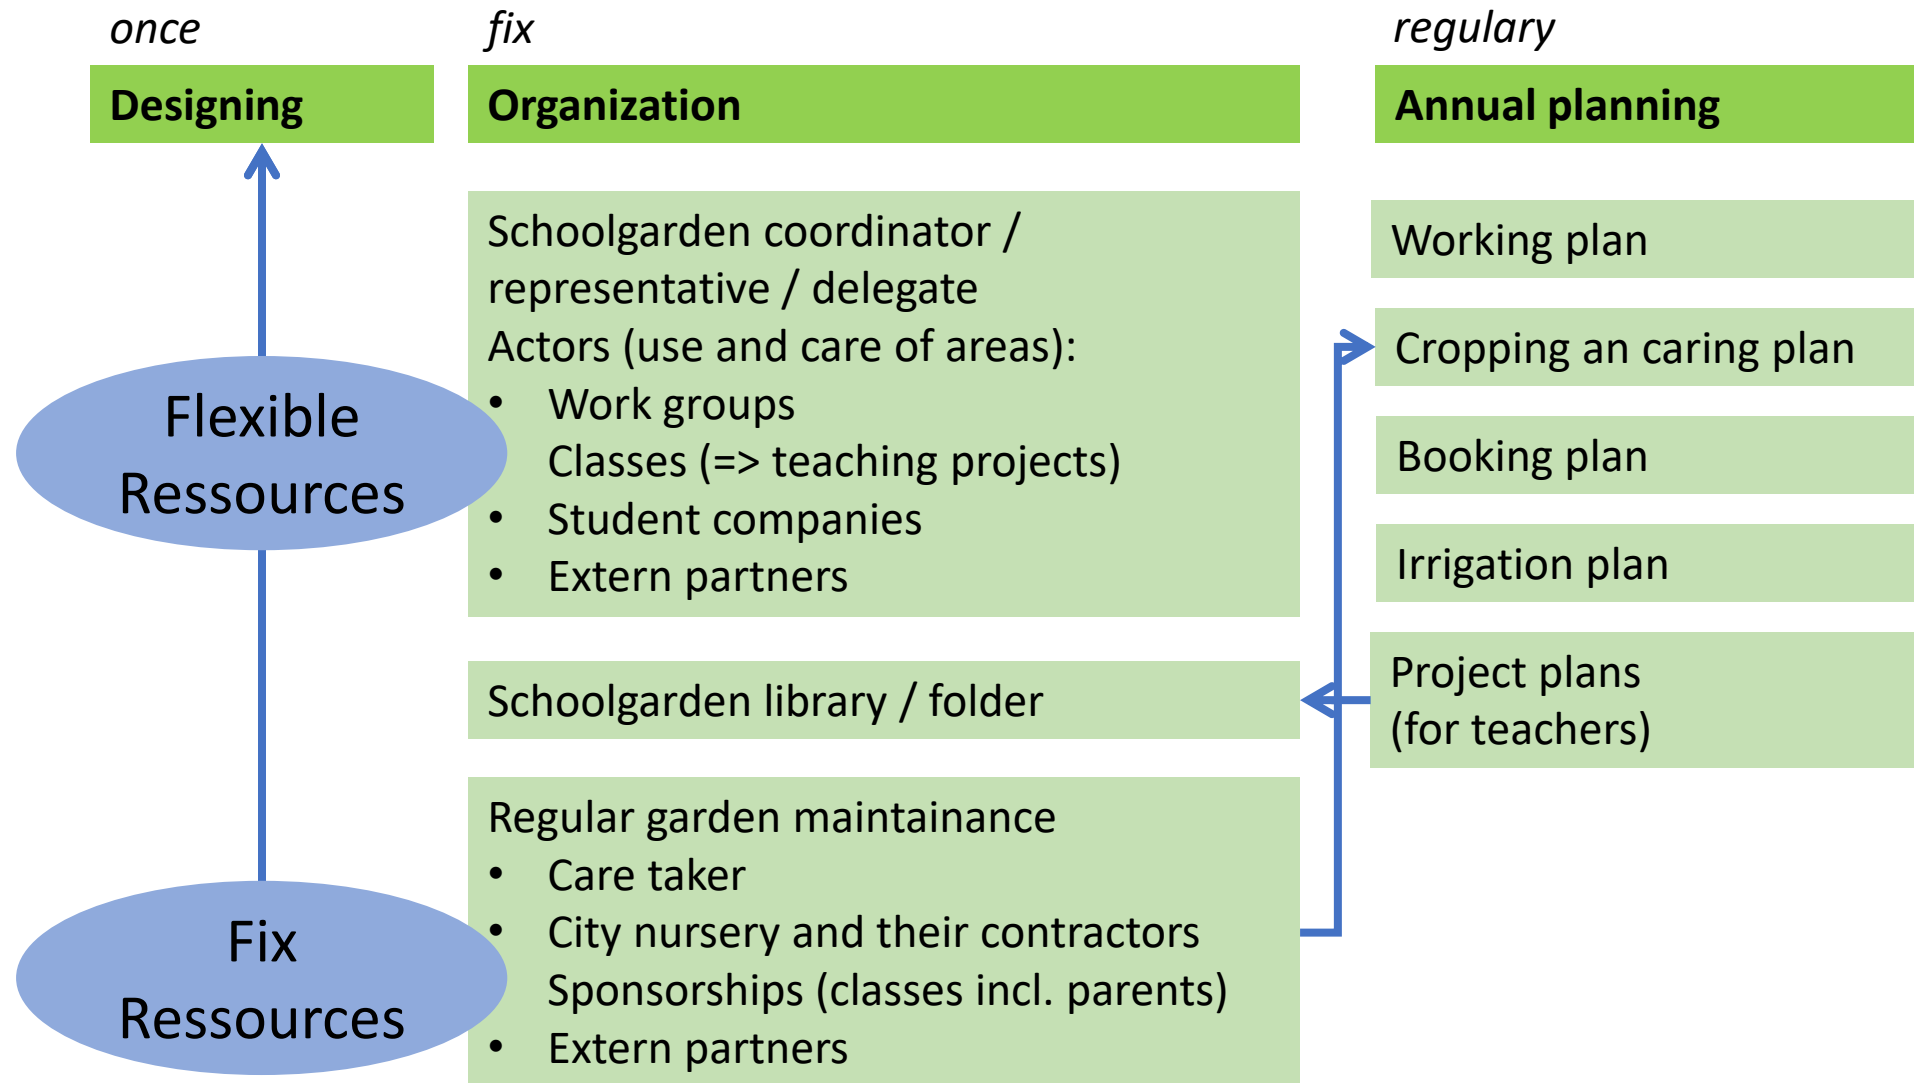 once
Designing
Flexible
Ressources
Fix
Ressources
fix
Organization
Schoolgarden coordinator /
representative / delegate
Actors (use and care of areas):
• Work groups
Classes (=> teaching projects)
• Student companies
• Extern partners
Schoolgarden library / folder
Regular garden maintainance
• Care taker
• City nursery and their contractors
Sponsorships (classes incl. parents)
• Extern partners
regulary
Annual planning
Working plan
Cropping an caring plan
Booking plan
Irrigation plan
Project plans
(for teachers)